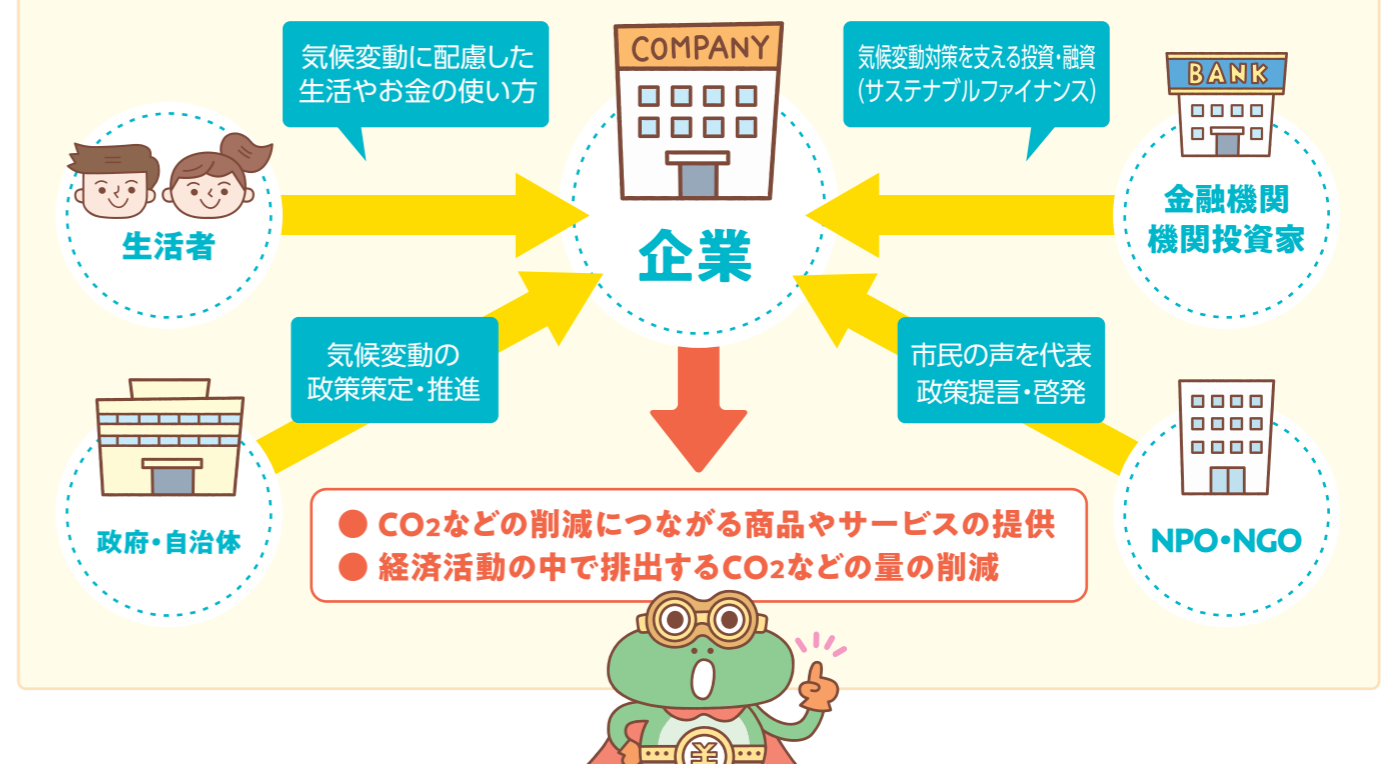 気候変動に配慮した
生活やお金の使い方
COMPANY
気候変動対策を支える投資・融資
(サステナブルファイナンス)
BANK
生活者
企業
金融機関
機関投資家
気候変動の
政策策定・推進
市民の声を代表
政策提言・啓発
政府・自治体
NPO・NGO
● CO2などの削減につながる商品やサービスの提供
● 経済活動の中で排出するCO2などの量の削減
¥